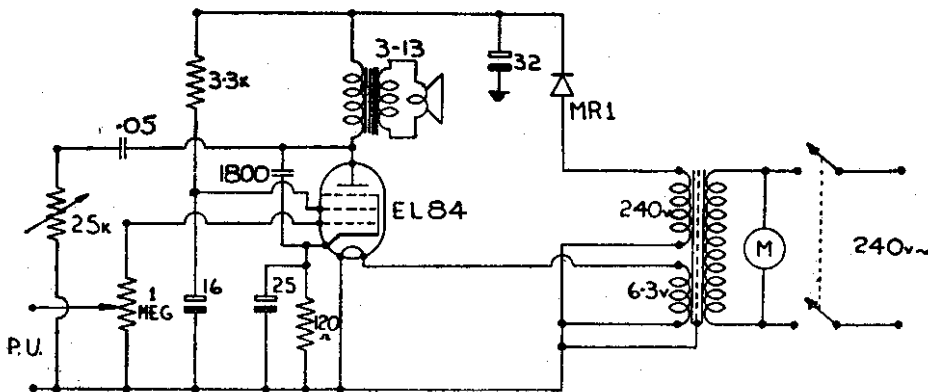 3·3K
3-13
32
MR1
·05
1800
25K
EL84
240v
M
240v~
1
MEG
16
25
120
Ω
6·3v
P.U.